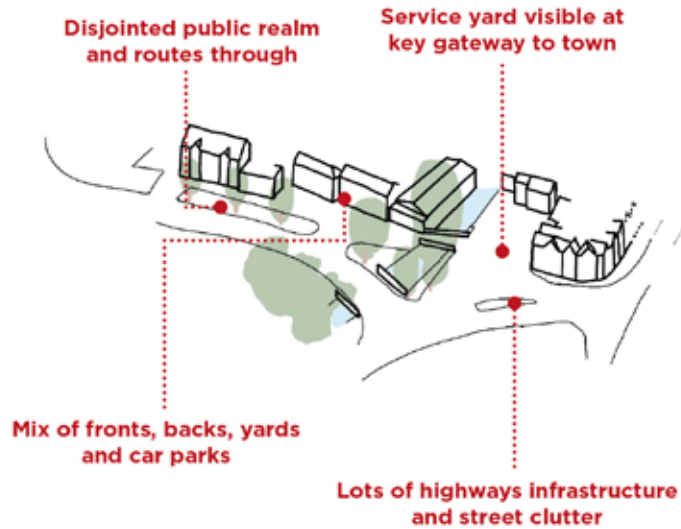 Disjointed public realm
and routes through
Service yard visible at
key gateway to town
Mix of fronts, backs, yards
and car parks
Lots of highways infrastructure
and street clutter